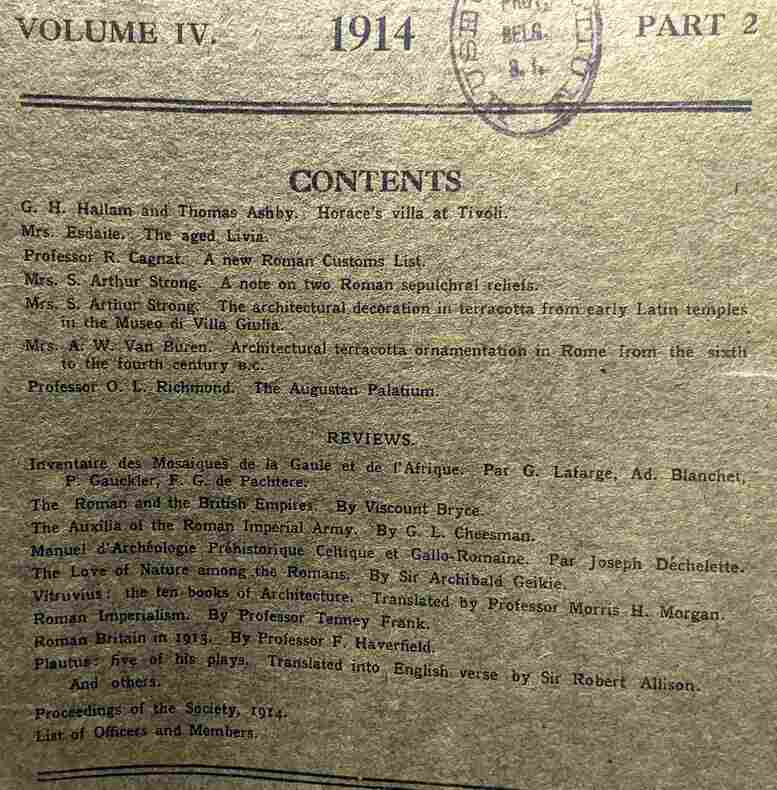 VOLUME IV. 1914 PART 2
BELG.
CONTENTS
G. H. Hallam and Thomas Ashby. Horace's villa at Tivoli.
Mrs. Esdaile. The aged Livia.
Professor R. Cagnat. A new Roman Customs List.
Mrs. S. Arthur Strong. A note on two Roman sepulchral reliefs.
Mrs. S. Arthur Strong. The architectural decoration in terracotta from early Latin temples
in the Museo di Villa Giulia.
Mrs. A. W. Van Buren. Architectural terracotta ornamentation in Rome from the sixth
to the fourth century B.C.
Professor O. L. Richmond. The Augustan Palatium.
REVIEWS.
Inventaire des Mosaiques de la Gaule et de l'Afrique. Par G. Lafarge, Ad. Blanchet,
P. Gauckler, F. G. de Pachtere.
The Roman and the British Empires. By Viscount Bryce.
The Auxilia of the Roman Imperial Army. By G. L. Cheesman.
Manuel d'Archéologie Préhistorique Celtique et Gallo-Romaine. Par Joseph Déchelette.
The Love of Nature among the Romans. By Sir Archibald Geikie.
Vitruvius: the ten books of Architecture. Translated by Professor Morris H. Morgan.
Roman Imperialism. By Professor Tenney Frank.
Roman Britain in 1913. By Professor F. Haverfield.
Plautus: five of his plays. Translated into English verse by Sir Robert Allison.
And others.
Proceedings of the Society, 1914.
List of Officers and Members.